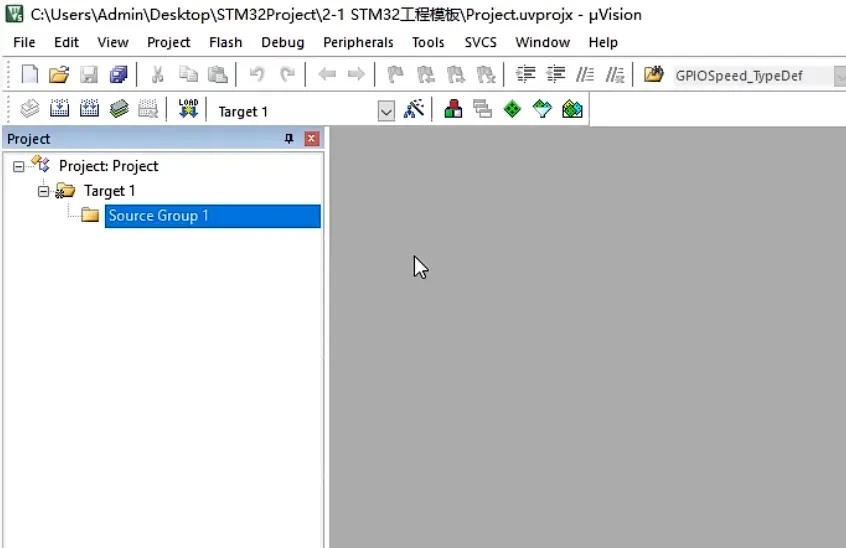 C:\Users\Admin\Desktop\STM32Project\2-1 STM32工程模板\Project.uvprojx - µVision
File Edit View Project Flash Debug Peripherals Tools SVCS Window Help
GPIOSpeed_TypeDef
LOAD
Target 1
Project
Project: Project
Target 1
Source Group 1